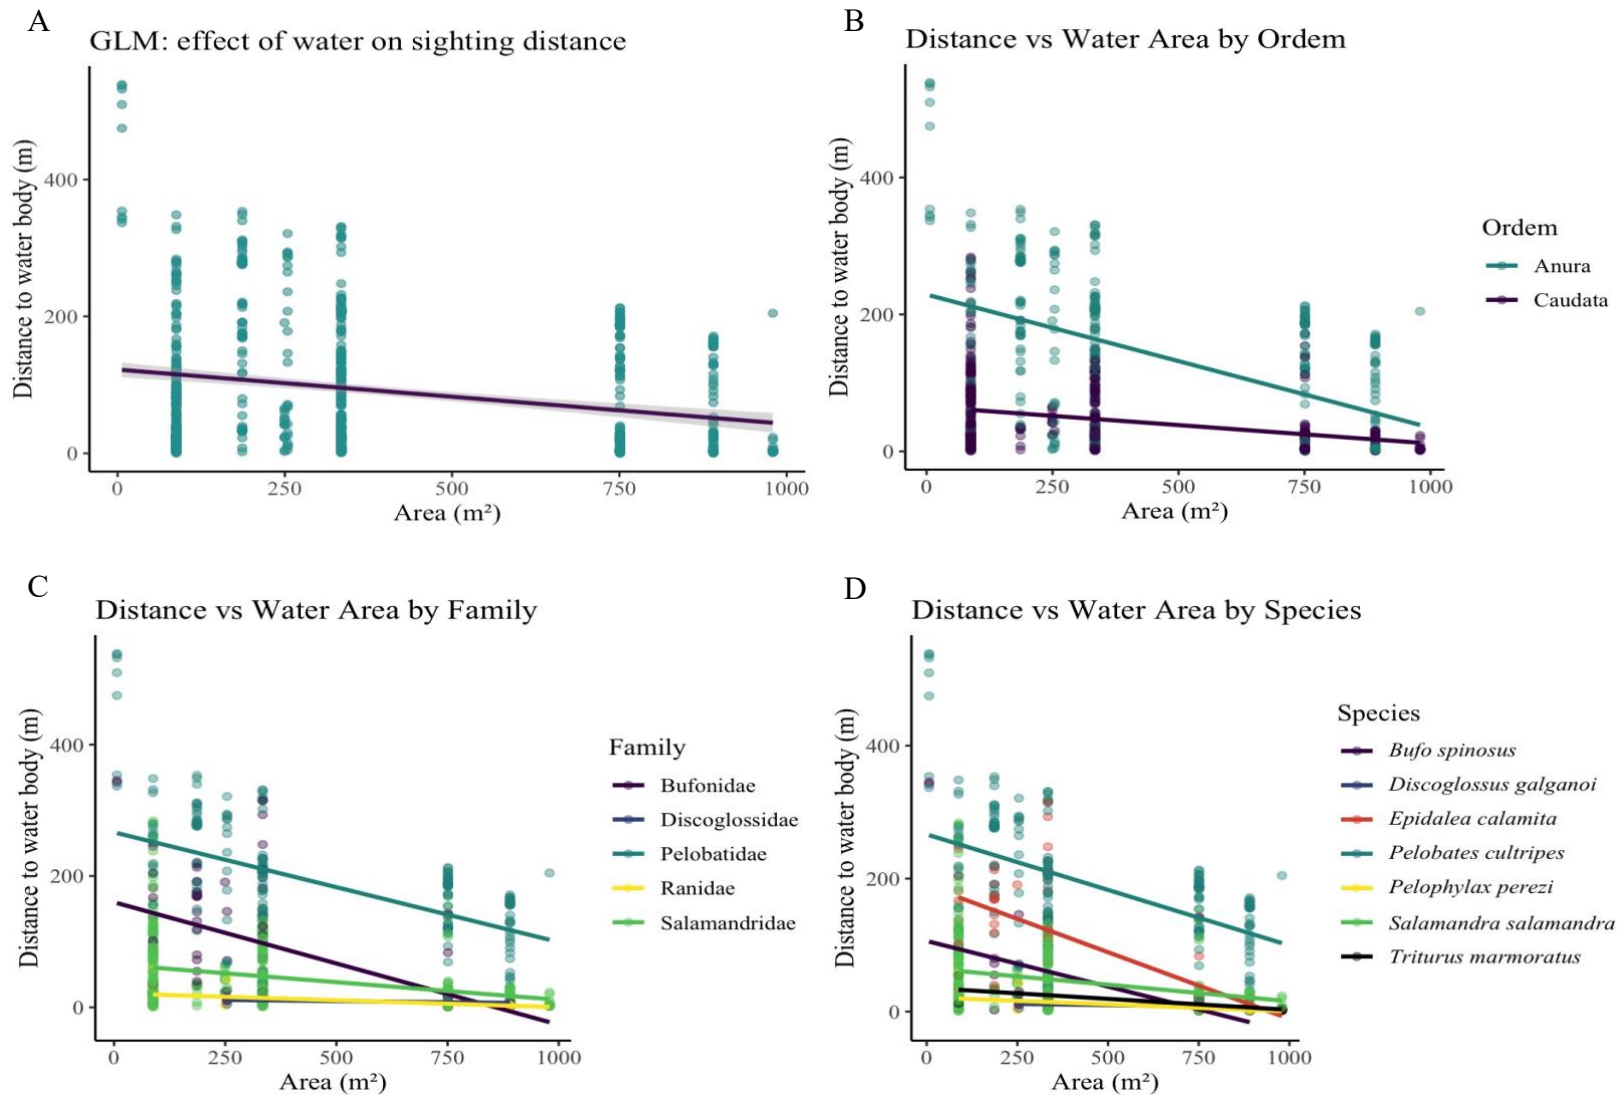 A
GLM: effect of water on sighting distance
Distance to water body (m)
400
200
0
0 250 500 750 1000
Area (m²)
B
Distance vs Water Area by Ordem
Distance to water body (m)
400
200
0
0 250 500 750 1000
Area (m²)
Ordem
Anura
Caudata
C
Distance vs Water Area by Family
Distance to water body (m)
400
200
0
0 250 500 750 1000
Area (m²)
Family
Bufonidae
Discoglossidae
Pelobatidae
Ranidae
Salamandridae
D
Distance vs Water Area by Species
Distance to water body (m)
400
200
0
0 250 500 750 1000
Area (m²)
Species
Bufo spinosus
Discoglossus galganoi
Epidalea calamita
Pelobates cultripes
Pelophylax perezi
Salamandra salamandra
Triturus marmoratus